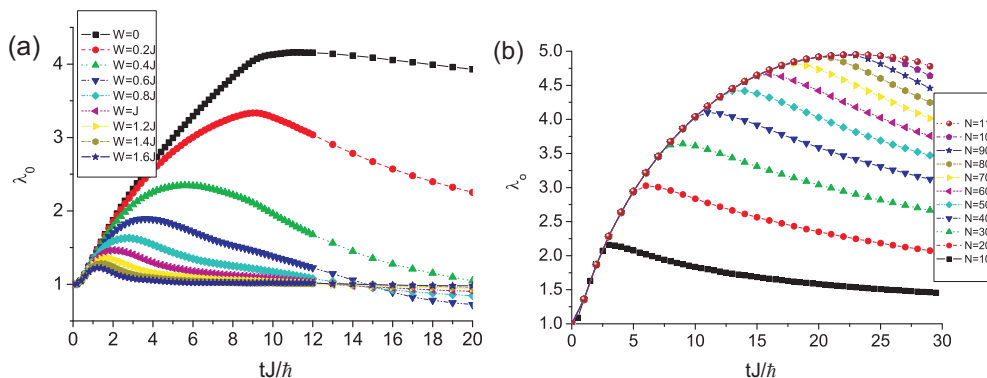 (a)
W=0
W=0.2J
W=0.4J
W=0.6J
W=0.8J
W=J
W=1.2J
W=1.4J
W=1.6J
4
3
2
1
λ0
0 2 4 6 8 10 12 14 16 18 20
tJ/ħ
(b)
5.0
4.5
4.0
3.5
3.0
2.5
2.0
1.5
1.0
λo
0 5 10 15 20 25 30
tJ/ħ
N=11
N=10
N=90
N=80
N=70
N=60
N=50
N=40
N=30
N=20
N=10